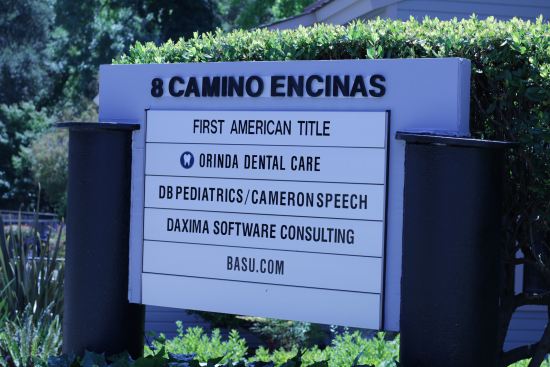 8 CAMINO ENCINAS
FIRST AMERICAN TITLE
ORINDA DENTAL CARE
DB PEDIATRICS/CAMERON SPEECH
DAXIMA SOFTWARE CONSULTING
BASU.COM